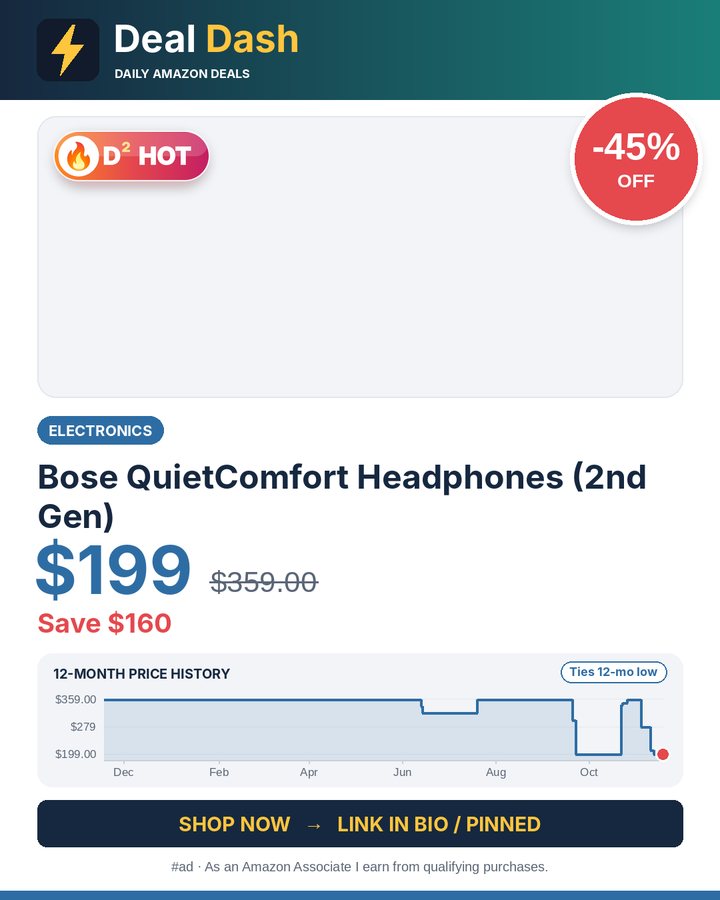 Deal Dash
DAILY AMAZON DEALS
-45%
OFF
D² HOT
ELECTRONICS
Bose QuietComfort Headphones (2nd
Gen)
$199 $359.00
Save $160
12-MONTH PRICE HISTORY
Ties 12-mo low
$359.00
$279
$199.00
Dec Feb Apr Jun Aug Oct
SHOP NOW → LINK IN BIO / PINNED
#ad · As an Amazon Associate I earn from qualifying purchases.